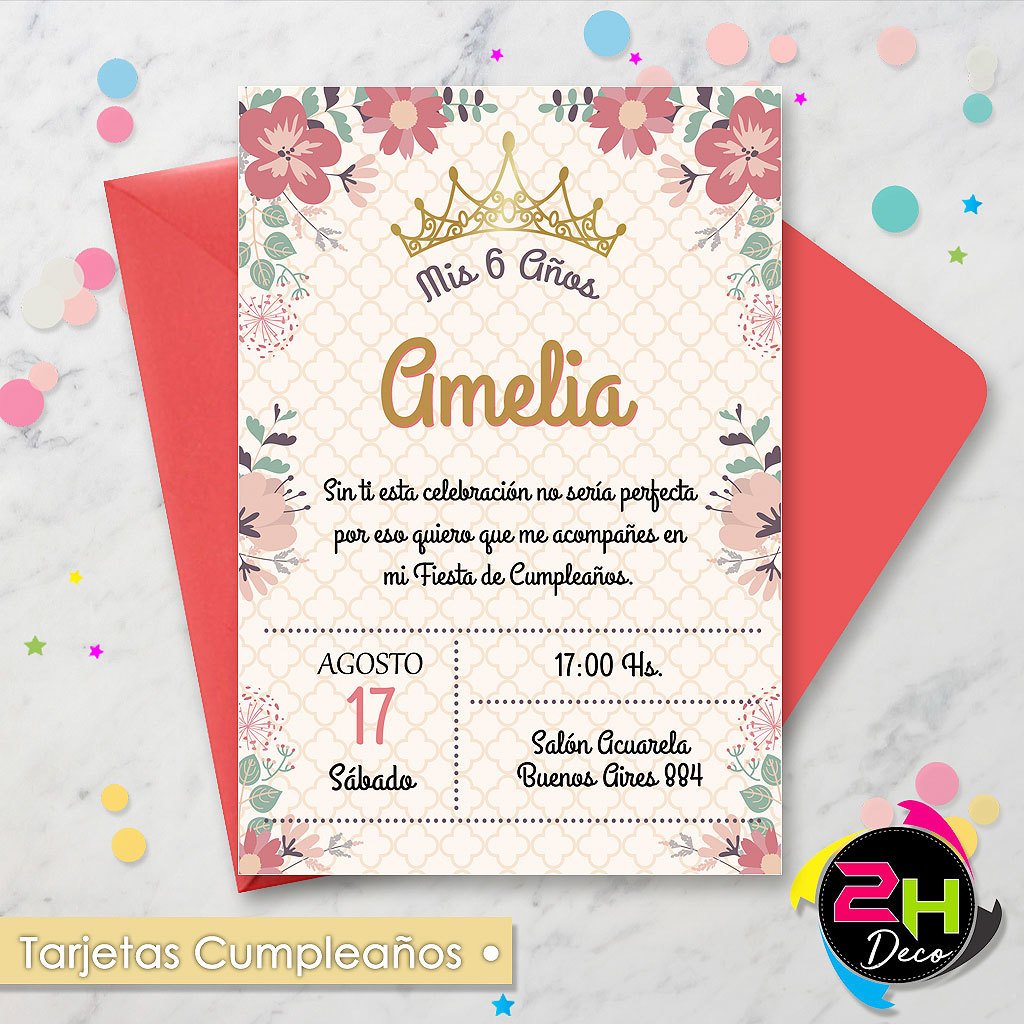 Mis 6 Años
Amelia
Sin ti esta celebración no sería perfecta
por eso quiero que me acompañes en
mi Fiesta de Cumpleaños.
AGOSTO
17
Sábado
17:00 Hs.
Salón Acuarela
Buenos Aires 884
Tarjetas Cumpleaños •
2H
Deco